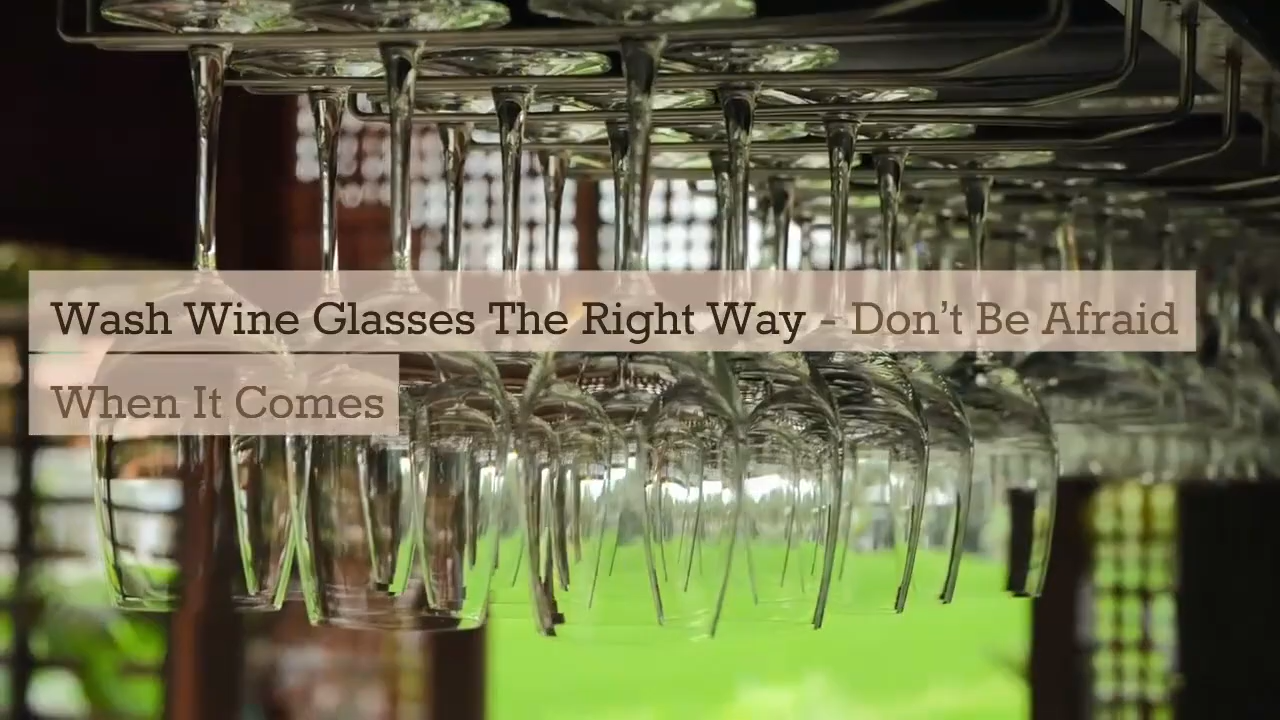 Wash Wine Glasses The Right Way - Don’t Be Afraid
When It Comes